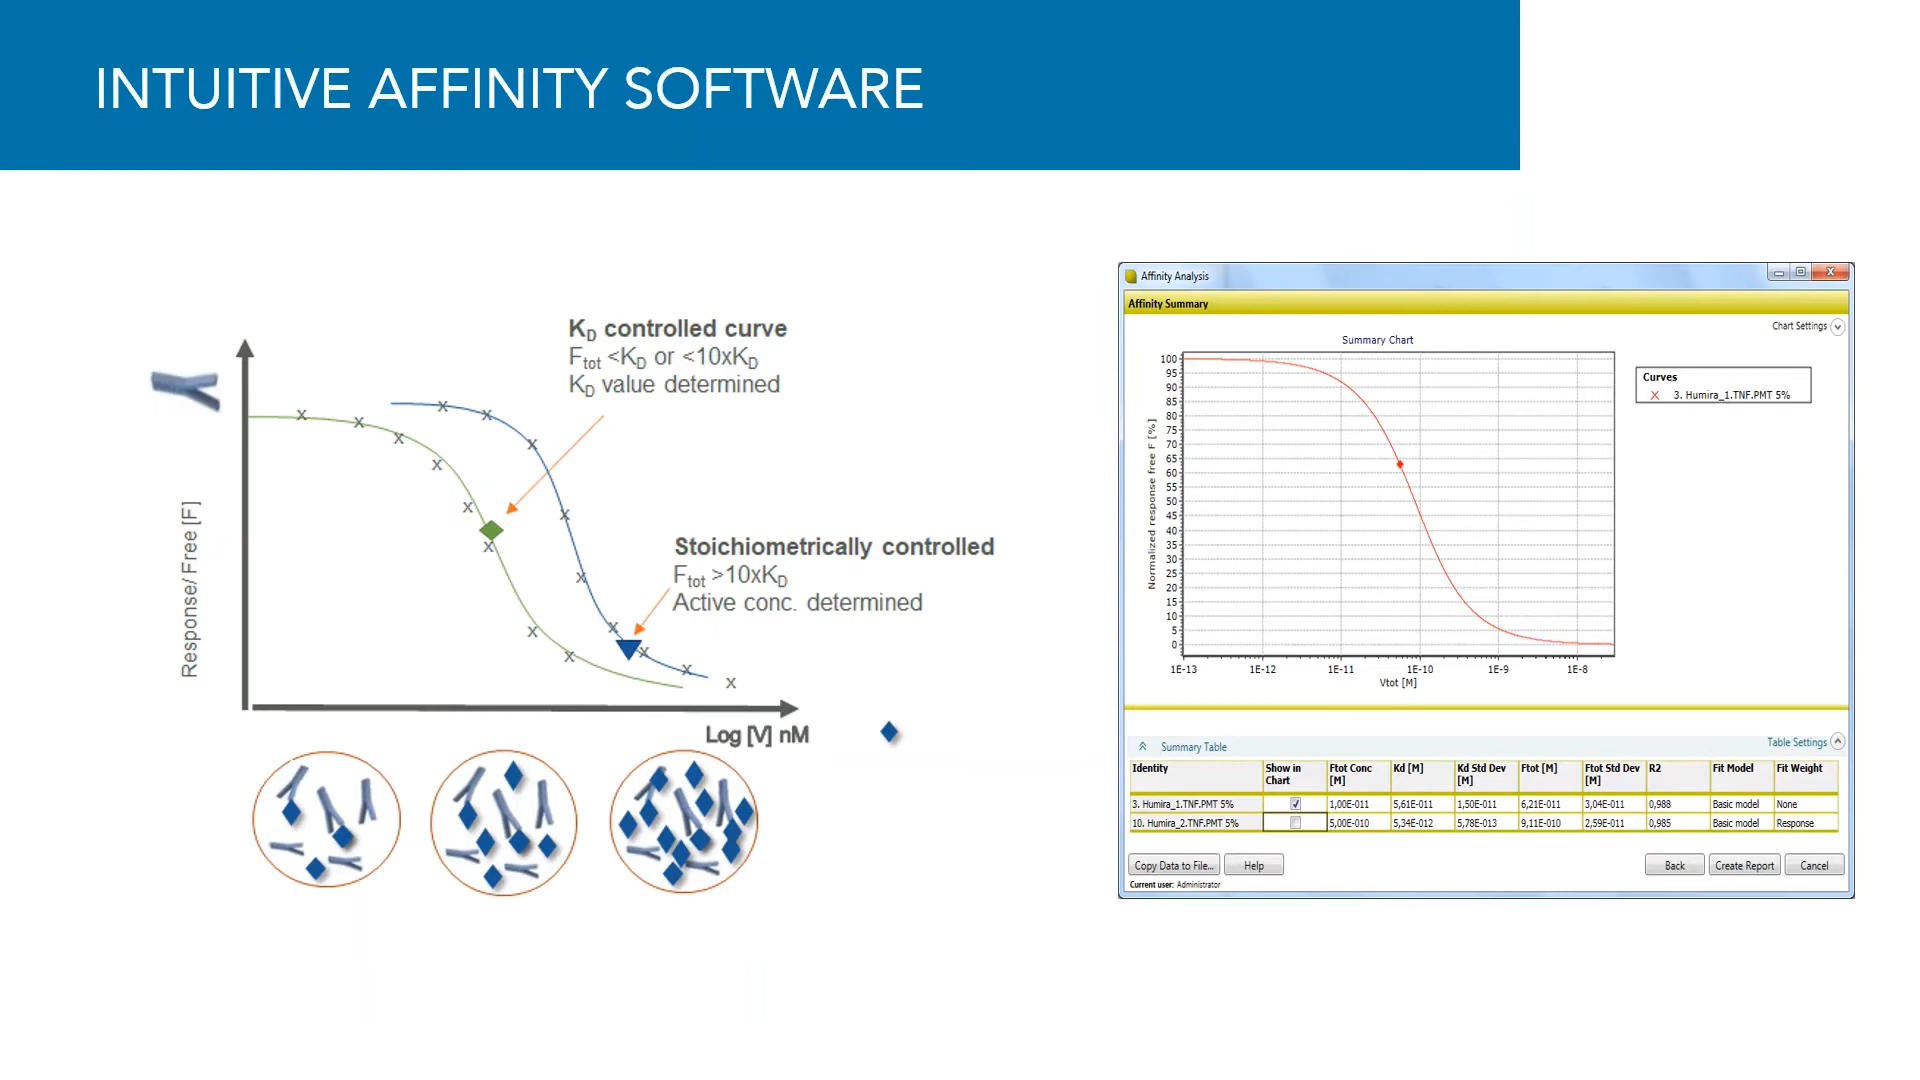 INTUITIVE AFFINITY SOFTWARE
KD controlled curve
Ftot <KD or <10xKD
KD value determined
Stoichiometrically controlled
Ftot >10xKD
Active conc. determined
Response/ Free [F]
Log [V] nM
Affinity Analysis
Affinity Summary
Chart Settings
Summary Chart
Normalized response free F [%]
100
95
90
85
80
75
70
65
60
55
50
45
40
35
30
25
20
15
10
5
0
1E-13 1E-12 1E-11 1E-10 1E-9 1E-8
Vtot [M]
Curves
X 3. Humira_1.TNF.PMT 5%
Summary Table
Table Settings
Identity Show in Chart Ftot Conc [M] Kd [M] Kd Std Dev [M] Ftot [M] Ftot Std Dev [M] R2 Fit Model Fit Weight
3. Humira_1.TNF.PMT 5% 1,00E-011 5,61E-011 1,50E-011 6,21E-011 3,04E-011 0,988 Basic model None
10. Humira_2.TNF.PMT 5% 5,00E-010 5,34E-012 5,78E-013 9,11E-010 2,59E-011 0,985 Basic model Response
Copy Data to File... Help Back Create Report Cancel
Current user: Administrator